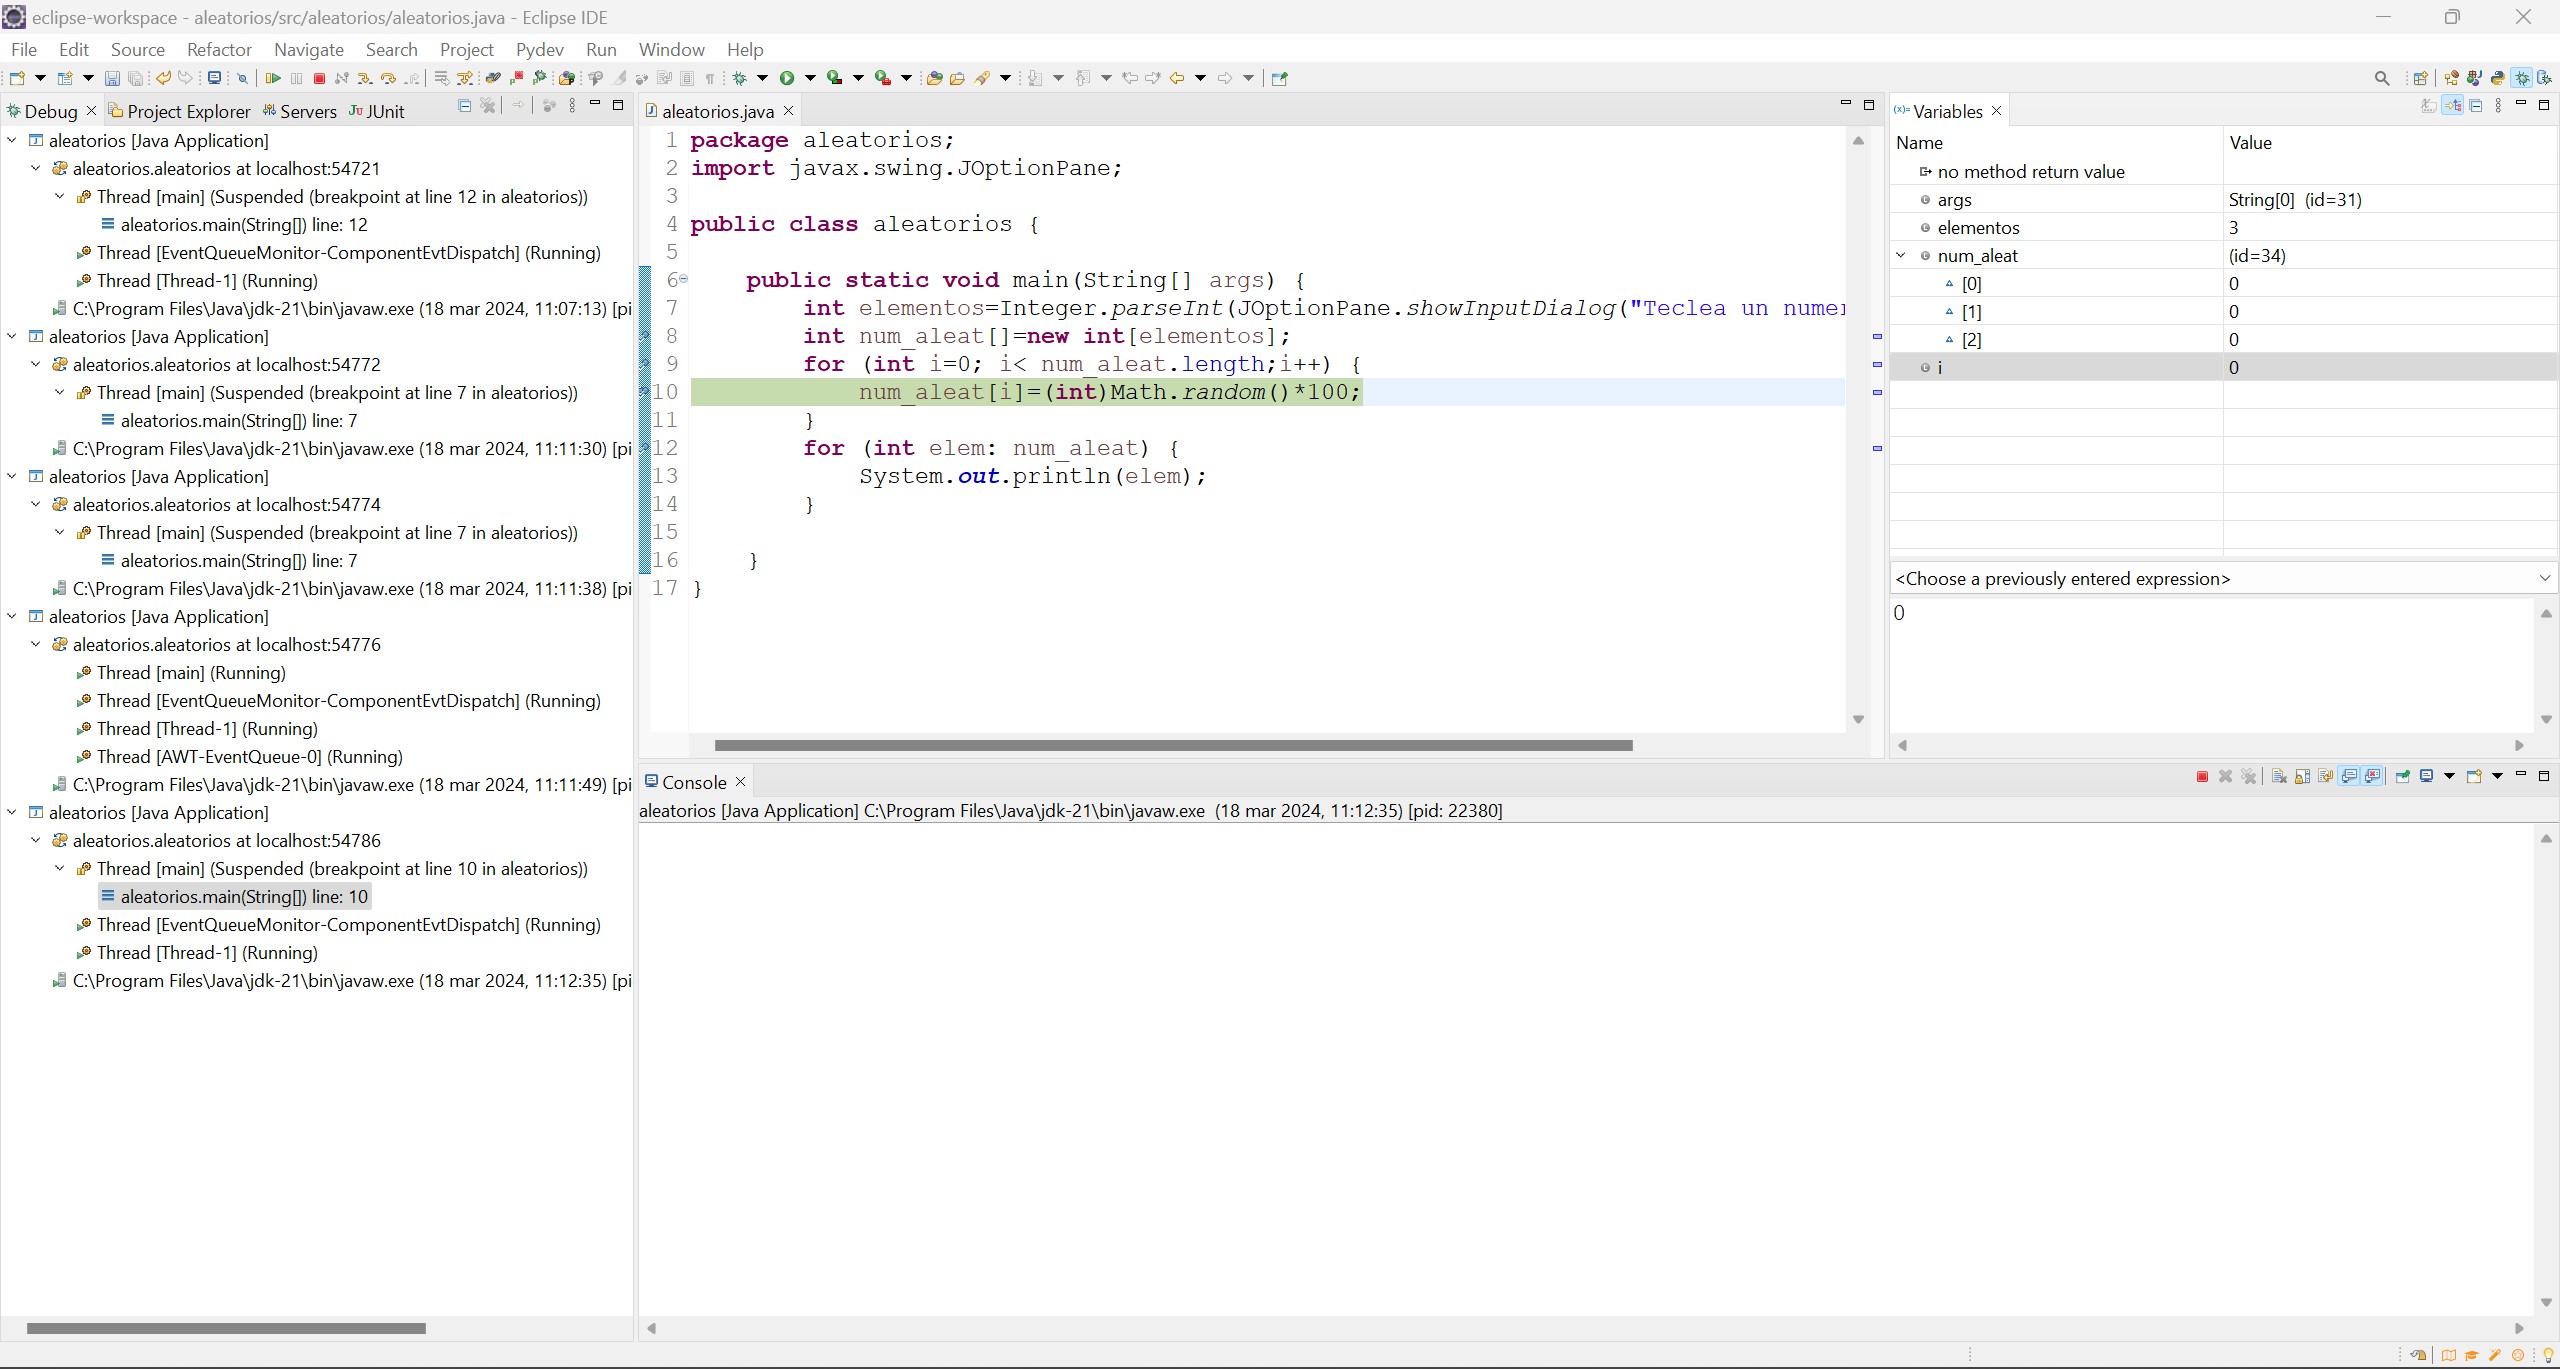 eclipse-workspace - aleatorios/src/aleatorios/aleatorios.java - Eclipse IDE
File Edit Source Refactor Navigate Search Project Pydev Run Window Help
Debug Project Explorer Servers JUnit
aleatorios [Java Application]
aleatorios.aleatorios at localhost:54721
Thread [main] (Suspended (breakpoint at line 12 in aleatorios))
aleatorios.main(String[]) line: 12
Thread [EventQueueMonitor-ComponentEvtDispatch] (Running)
Thread [Thread-1] (Running)
C:\Program Files\Java\jdk-21\bin\javaw.exe (18 mar 2024, 11:07:13) [pi
aleatorios [Java Application]
aleatorios.aleatorios at localhost:54772
Thread [main] (Suspended (breakpoint at line 7 in aleatorios))
aleatorios.main(String[]) line: 7
C:\Program Files\Java\jdk-21\bin\javaw.exe (18 mar 2024, 11:11:30) [pi
aleatorios [Java Application]
aleatorios.aleatorios at localhost:54774
Thread [main] (Suspended (breakpoint at line 7 in aleatorios))
aleatorios.main(String[]) line: 7
C:\Program Files\Java\jdk-21\bin\javaw.exe (18 mar 2024, 11:11:38) [pi
aleatorios [Java Application]
aleatorios.aleatorios at localhost:54776
Thread [main] (Running)
Thread [EventQueueMonitor-ComponentEvtDispatch] (Running)
Thread [Thread-1] (Running)
Thread [AWT-EventQueue-0] (Running)
C:\Program Files\Java\jdk-21\bin\javaw.exe (18 mar 2024, 11:11:49) [pi
aleatorios [Java Application]
aleatorios.aleatorios at localhost:54786
Thread [main] (Suspended (breakpoint at line 10 in aleatorios))
aleatorios.main(String[]) line: 10
Thread [EventQueueMonitor-ComponentEvtDispatch] (Running)
Thread [Thread-1] (Running)
C:\Program Files\Java\jdk-21\bin\javaw.exe (18 mar 2024, 11:12:35) [pi
aleatorios.java
1 package aleatorios;
2 import javax.swing.JOptionPane;
3
4 public class aleatorios {
5
6 public static void main(String[] args) {
7 int elementos=Integer.parseInt(JOptionPane.showInputDialog("Teclea un numer
8 int num_aleat[]=new int[elementos];
9 for (int i=0; i< num_aleat.length;i++) {
10 num_aleat[i]=(int)Math.random()*100;
11 }
12 for (int elem: num_aleat) {
13 System.out.println(elem);
14 }
15
16 }
17 }
(x)= Variables
Name Value
no method return value
args String[0] (id=31)
elementos 3
num_aleat (id=34)
[0] 0
[1] 0
[2] 0
i 0
<Choose a previously entered expression>
0
Console
aleatorios [Java Application] C:\Program Files\Java\jdk-21\bin\javaw.exe (18 mar 2024, 11:12:35) [pid: 22380]